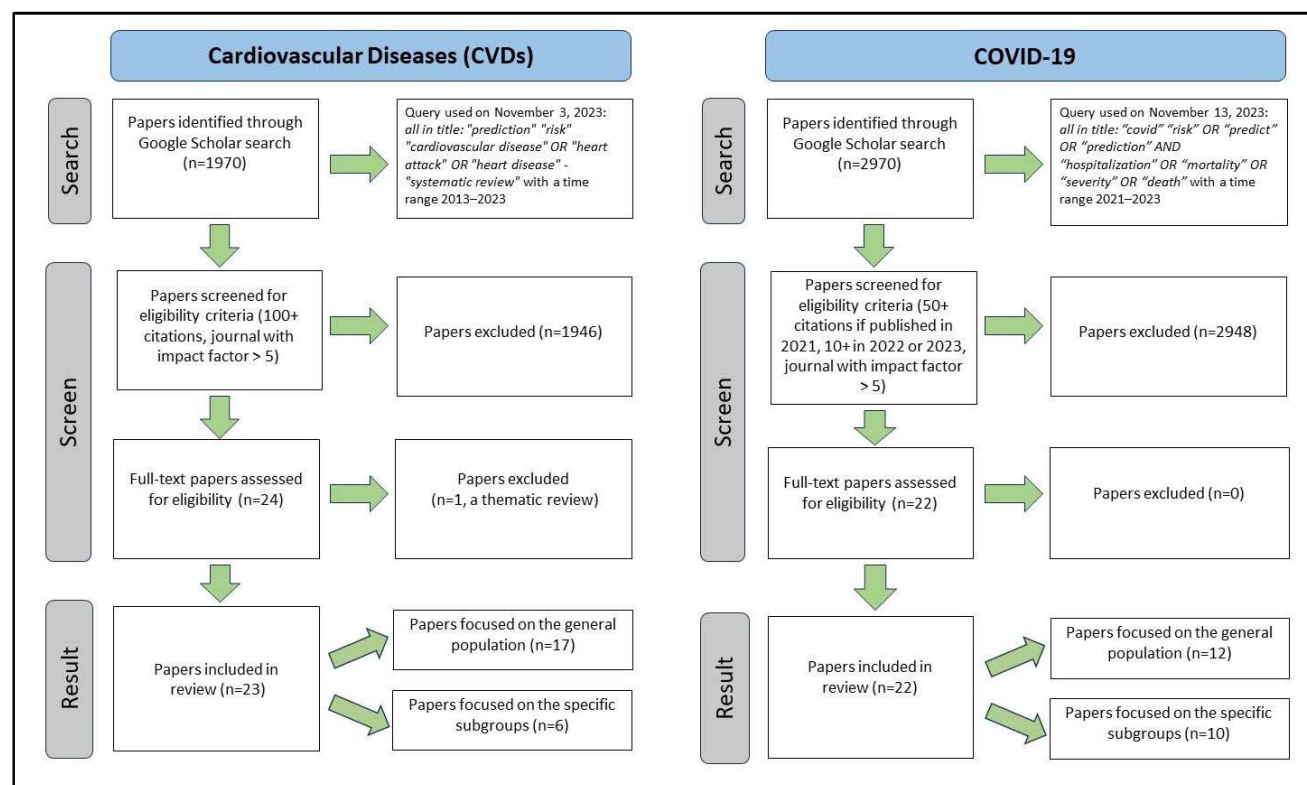 Cardiovascular Diseases (CVDs)
Search
Papers identified through
Google Scholar search
(n=1970)
Query used on November 3, 2023:
all in title: "prediction" "risk"
"cardiovascular disease" OR "heart
attack" OR "heart disease" -
"systematic review" with a time
range 2013–2023
Screen
Papers screened for
eligibility criteria (100+
citations, journal with
impact factor > 5)
Papers excluded (n=1946)
Full-text papers assessed
for eligibility (n=24)
Papers excluded
(n=1, a thematic review)
Result
Papers included in
review (n=23)
Papers focused on the general
population (n=17)
Papers focused on the specific
subgroups (n=6)
COVID-19
Search
Papers identified through
Google Scholar search
(n=2970)
Query used on November 13, 2023:
all in title: “covid” “risk” OR “predict”
OR “prediction” AND
“hospitalization” OR “mortality” OR
“severity” OR “death” with a time
range 2021–2023
Screen
Papers screened for
eligibility criteria (50+
citations if published in
2021, 10+ in 2022 or 2023,
journal with impact factor
> 5)
Papers excluded (n=2948)
Full-text papers assessed
for eligibility (n=22)
Papers excluded (n=0)
Result
Papers included in
review (n=22)
Papers focused on the general
population (n=12)
Papers focused on the specific
subgroups (n=10)